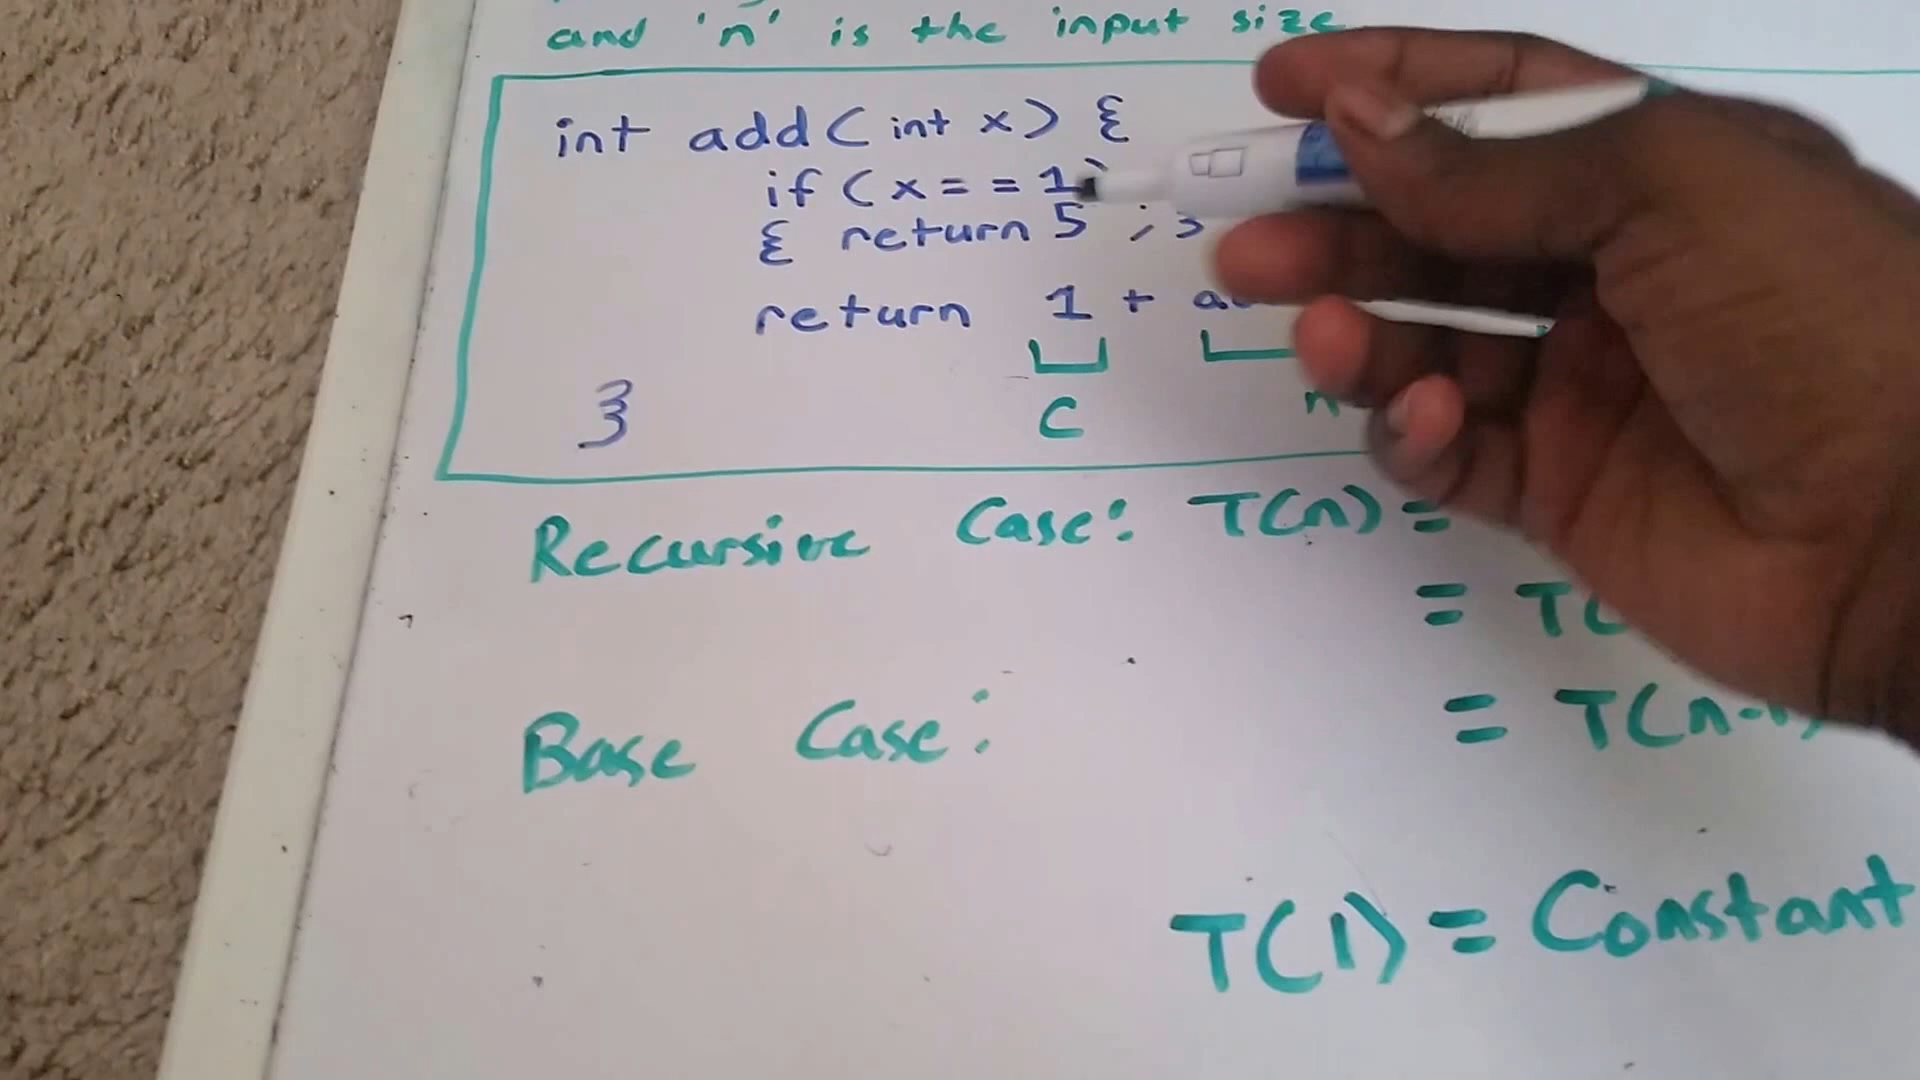 and 'n' is the input size
int add ( int x ) {
if ( x = = 1 )
{ return 5 ; }
return 1 + a
C n
}
Recursive Case: T(n) =
= T(
Base Case: = T(n-1)
T(1) = Constant